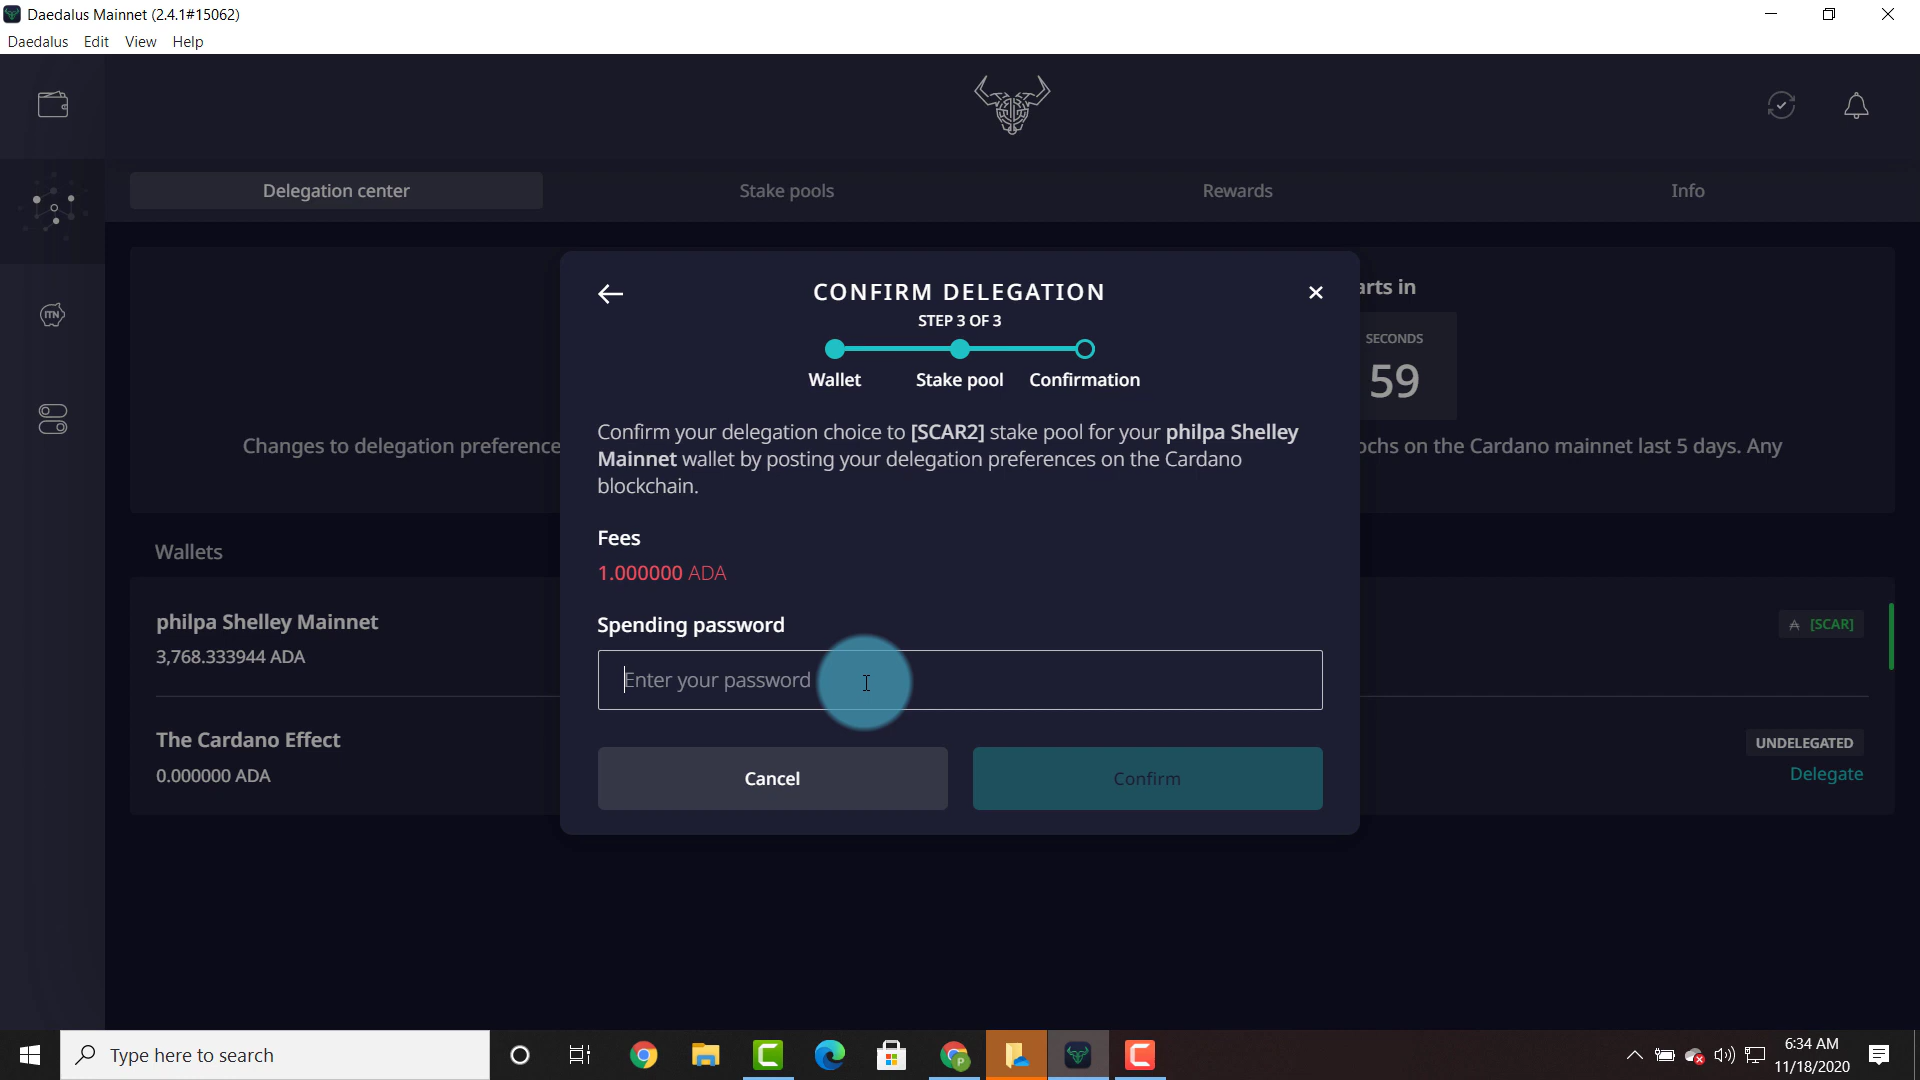 Daedalus Mainnet (2.4.1#15062)
Daedalus Edit View Help
Delegation center
Stake pools
Rewards
Info
CONFIRM DELEGATION
STEP 3 OF 3
Wallet
Stake pool
Confirmation
arts in
SECONDS
59
Changes to delegation preference
ochs on the Cardano mainnet last 5 days. Any
Confirm your delegation choice to [SCAR2] stake pool for your philpa Shelley
Mainnet wallet by posting your delegation preferences on the Cardano
blockchain.
Fees
1.000000 ADA
Spending password
Enter your password
Cancel
Confirm
Wallets
philpa Shelley Mainnet
3,768.333944 ADA
[SCAR]
The Cardano Effect
0.000000 ADA
UNDELEGATED
Delegate
ITN
Type here to search
P
6:34 AM
11/18/2020